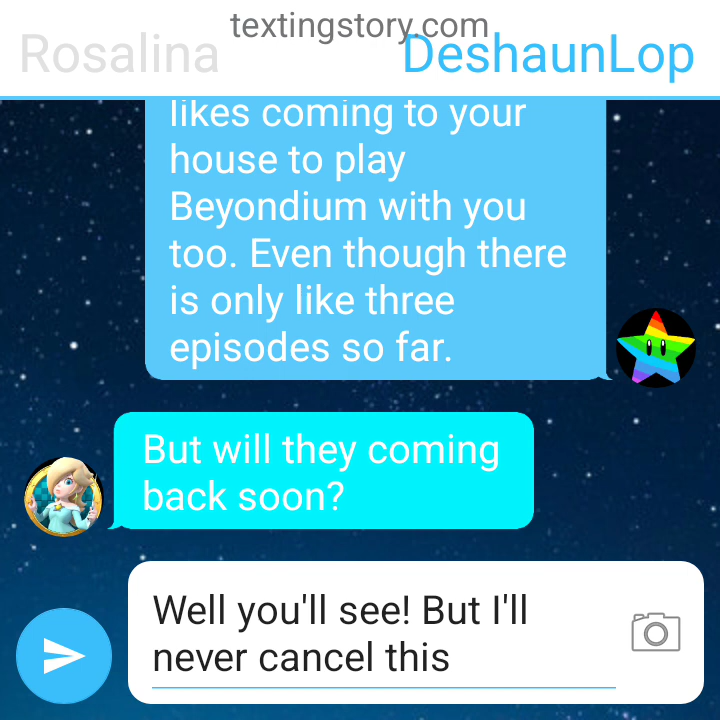 textingstory.com
Rosalina
DeshaunLop
likes coming to your
house to play
Beyondium with you
too. Even though there
is only like three
episodes so far.
But will they coming
back soon?
Well you'll see! But I'll
never cancel this